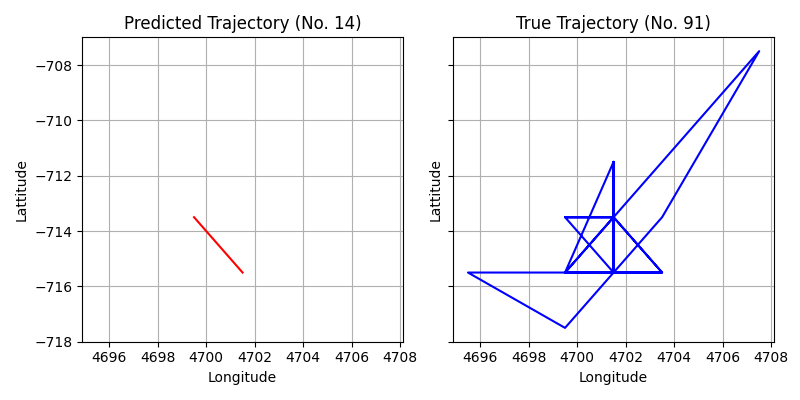 Predicted Trajectory (No. 14)
True Trajectory (No. 91)
Lattitude
−708
−710
−712
−714
−716
−718
4696 4698 4700 4702 4704 4706 4708
Longitude
Lattitude
4696 4698 4700 4702 4704 4706 4708
Longitude